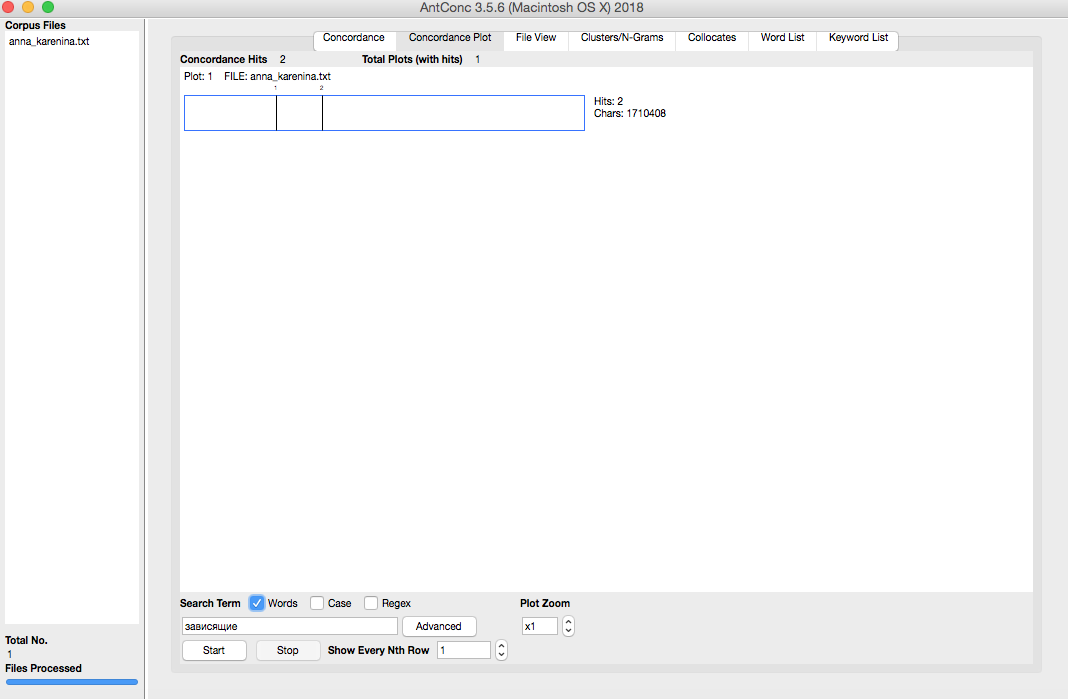 AntConc 3.5.6 (Macintosh OS X) 2018
Corpus Files
anna_karenina.txt
Concordance Concordance Plot File View Clusters/N-Grams Collocates Word List Keyword List
Concordance Hits 2 Total Plots (with hits) 1
Plot: 1 FILE: anna_karenina.txt
1 2
Hits: 2
Chars: 1710408
Search Term Words Case Regex Plot Zoom
зависящие Advanced x1
Start Stop Show Every Nth Row 1
Total No.
1
Files Processed